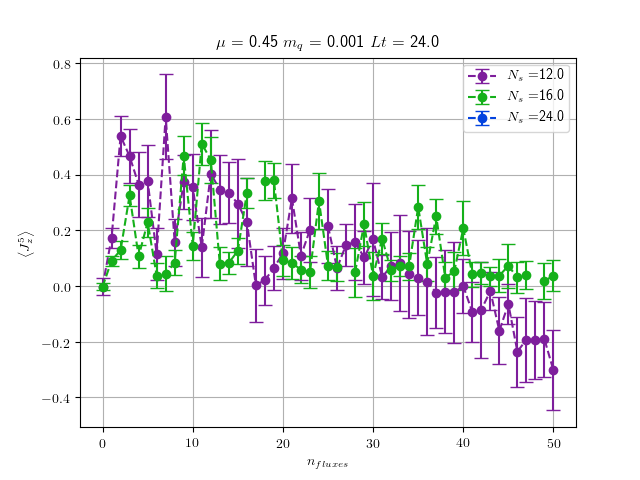 μ = 0.45 m_q = 0.001 Lt = 24.0
0.8
0.6
0.4
0.2
0.0
−0.2
−0.4
⟨J_z^5⟩
N_s =12.0
N_s =16.0
N_s =24.0
0 10 20 30 40 50
n_fluxes